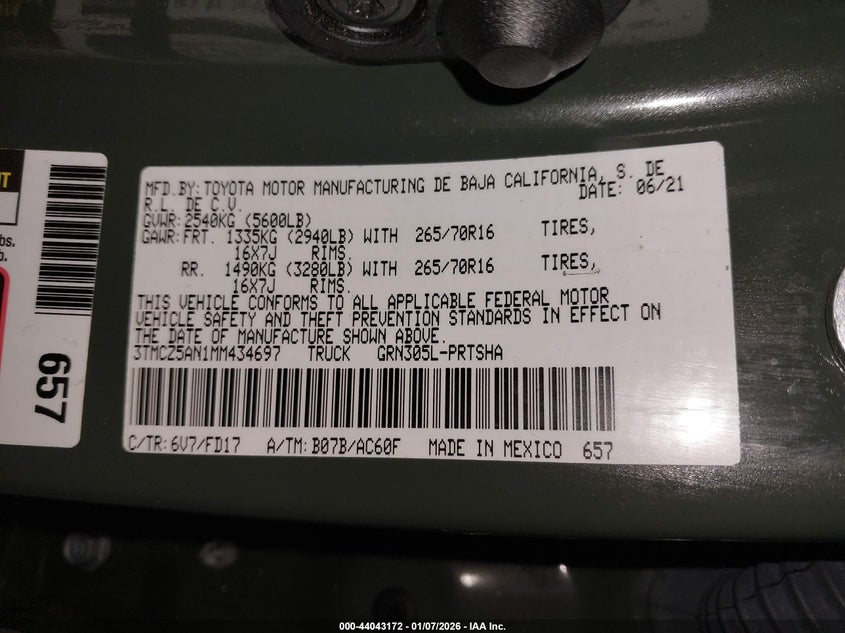 NT
lbs.
b.
657
MFD.BY:TOYOTA MOTOR MANUFACTURING DE BAJA CALIFORNIA, S. DE
R.L. DE C.V. DATE: 06/21
GVWR:2540KG (5600LB)
GAWR:FRT. 1335KG (2940LB) WITH 265/70R16 TIRES,
16X7J RIMS.
RR. 1490KG (3280LB) WITH 265/70R16 TIRES,
16X7J RIMS.
THIS VEHICLE CONFORMS TO ALL APPLICABLE FEDERAL MOTOR
VEHICLE SAFETY AND THEFT PREVENTION STANDARDS IN EFFECT ON
THE DATE OF MANUFACTURE SHOWN ABOVE.
3TMCZ5AN1MM434697 TRUCK GRN305L-PRTSHA
C/TR:6V7/FD17 A/TM:B07B/AC60F MADE IN MEXICO 657
000-44043172 — 01/07/2026 — IAA Inc.